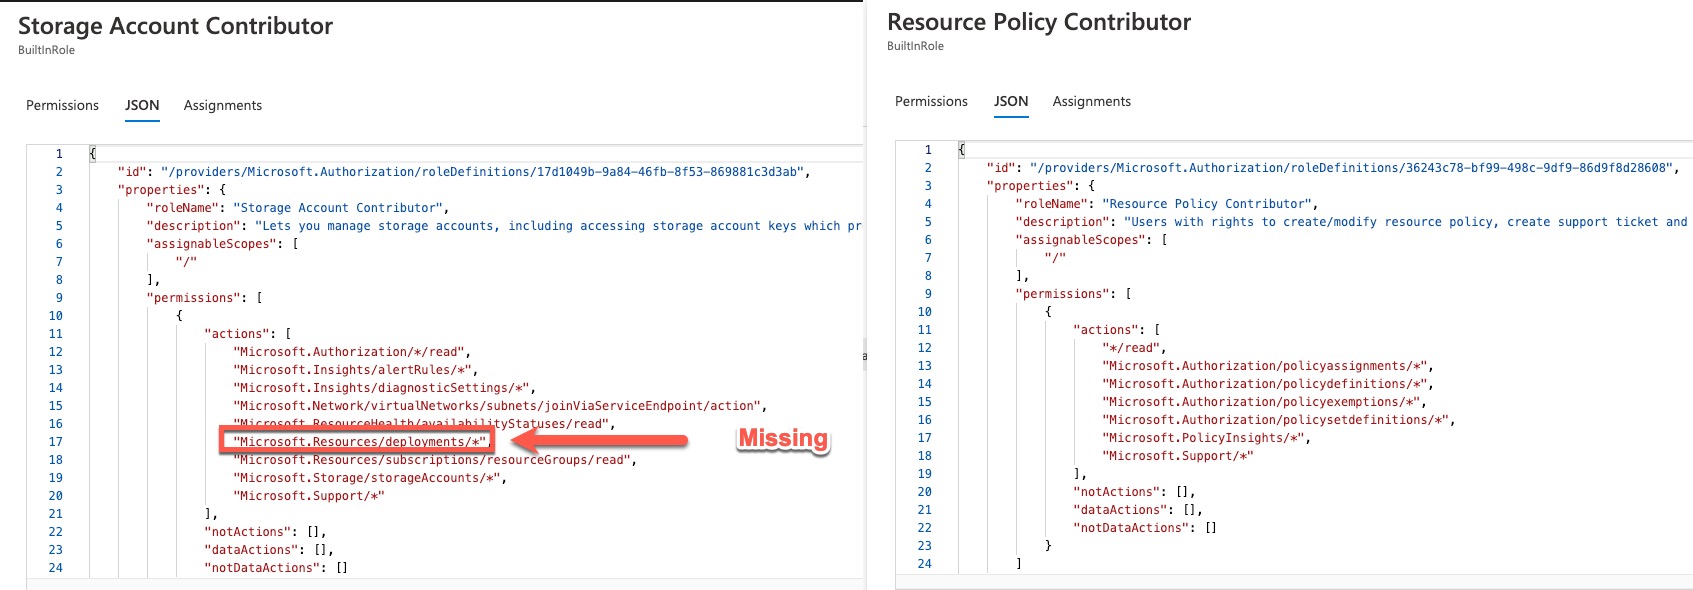 Storage Account Contributor
BuiltInRole
Permissions JSON Assignments
1 {
2 "id": "/providers/Microsoft.Authorization/roleDefinitions/17d1049b-9a84-46fb-8f53-869881c3d3ab",
3 "properties": {
4 "roleName": "Storage Account Contributor",
5 "description": "Lets you manage storage accounts, including accessing storage account keys which pr
6 "assignableScopes": [
7 "/"
8 ],
9 "permissions": [
10 {
11 "actions": [
12 "Microsoft.Authorization/*/read",
13 "Microsoft.Insights/alertRules/*",
14 "Microsoft.Insights/diagnosticSettings/*",
15 "Microsoft.Network/virtualNetworks/subnets/joinViaServiceEndpoint/action",
16 "Microsoft.ResourceHealth/availabilityStatuses/read",
17 "Microsoft.Resources/deployments/*",
Missing
18 "Microsoft.Resources/subscriptions/resourceGroups/read",
19 "Microsoft.Storage/storageAccounts/*",
20 "Microsoft.Support/*"
21 ],
22 "notActions": [],
23 "dataActions": [],
24 "notDataActions": []
Resource Policy Contributor
BuiltInRole
Permissions JSON Assignments
1 {
2 "id": "/providers/Microsoft.Authorization/roleDefinitions/36243c78-bf99-498c-9df9-86d9f8d28608",
3 "properties": {
4 "roleName": "Resource Policy Contributor",
5 "description": "Users with rights to create/modify resource policy, create support ticket and
6 "assignableScopes": [
7 "/"
8 ],
9 "permissions": [
10 {
11 "actions": [
12 "*/read",
13 "Microsoft.Authorization/policyassignments/*",
14 "Microsoft.Authorization/policydefinitions/*",
15 "Microsoft.Authorization/policyexemptions/*",
16 "Microsoft.Authorization/policysetdefinitions/*",
17 "Microsoft.PolicyInsights/*",
18 "Microsoft.Support/*"
19 ],
20 "notActions": [],
21 "dataActions": [],
22 "notDataActions": []
23 }
24 ]